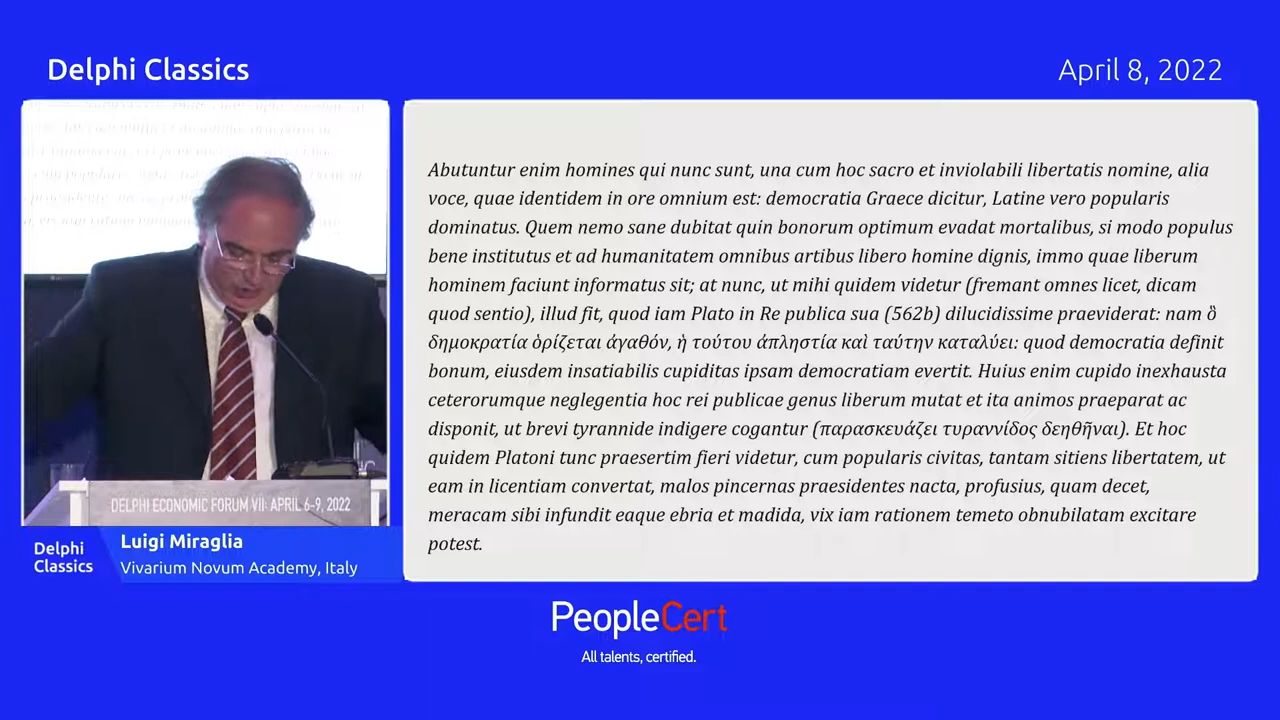 Delphi Classics
April 8, 2022
Abutuntur enim homines qui nunc sunt, una cum hoc sacro et inviolabili libertatis nomine, alia
voce, quae identidem in ore omnium est: democratia Graece dicitur, Latine vero popularis
dominatus. Quem nemo sane dubitat quin bonorum optimum evadat mortalibus, si modo populus
bene institutus et ad humanitatem omnibus artibus libero homine dignis, immo quae liberum
hominem faciunt informatus sit; at nunc, ut mihi quidem videtur (fremant omnes licet, dicam
quod sentio), illud fit, quod iam Plato in Re publica sua (562b) dilucidissime praeviderat: nam ὃ
δημοκρατία ὁρίζεται ἀγαθόν, ἡ τούτου ἀπληστία καὶ ταύτην καταλύει: quod democratia definit
bonum, eiusdem insatiabilis cupiditas ipsam democratiam evertit. Huius enim cupido inexhausta
ceterorumque neglegentia hoc rei publicae genus liberum mutat et ita animos praeparat ac
disponit, ut brevi tyrannide indigere cogantur (παρασκευάζει τυραννίδος δεηθῆναι). Et hoc
quidem Platoni tunc praesertim fieri videtur, cum popularis civitas, tantam sitiens libertatem, ut
eam in licentiam convertat, malos pincernas praesidentes nacta, profusius, quam decet,
meracam sibi infundit eaque ebria et madida, vix iam rationem temeto obnubilatam excitare
potest.
DELPHI ECONOMIC FORUM VII· APRIL 6-9, 2022
Delphi
Classics
Luigi Miraglia
Vivarium Novum Academy, Italy
PeopleCert
All talents, certified.